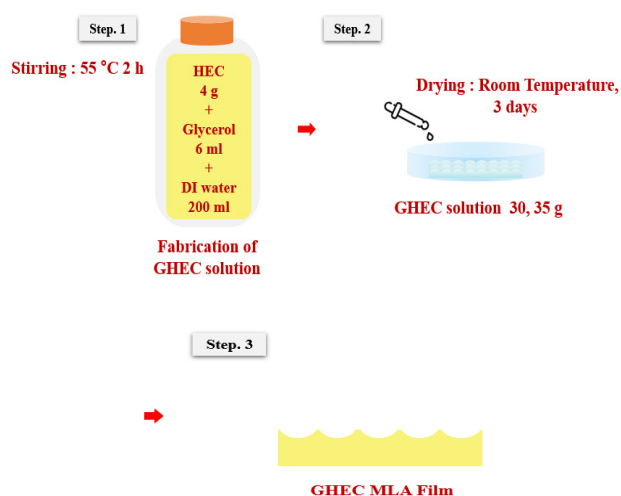 Step. 1
Stirring : 55 °C 2 h
HEC
4 g
+
Glycerol
6 ml
+
DI water
200 ml
Fabrication of
GHEC solution
Step. 2
Drying : Room Temperature,
3 days
GHEC solution 30, 35 g
Step. 3
GHEC MLA Film